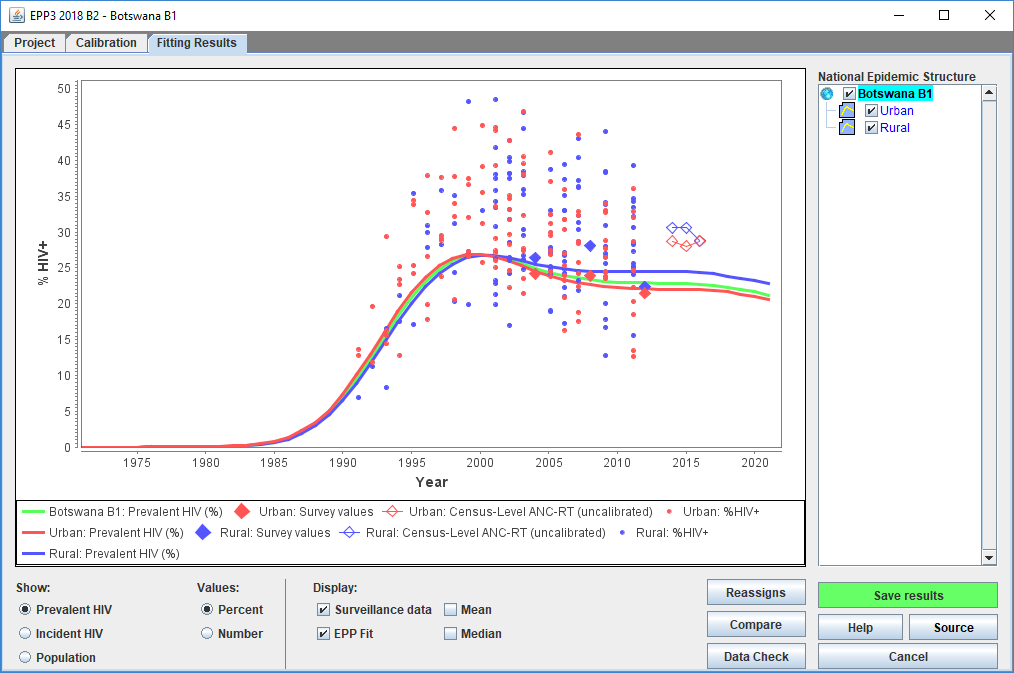 EPP3 2018 B2 - Botswana B1
Project Calibration Fitting Results
National Epidemic Structure
Botswana B1
Urban
Rural
% HIV+
50
45
40
35
30
25
20
15
10
5
0
1975 1980 1985 1990 1995 2000 2005 2010 2015 2020
Year
Botswana B1: Prevalent HIV (%) Urban: Survey values Urban: Census-Level ANC-RT (uncalibrated) Urban: %HIV+
Urban: Prevalent HIV (%) Rural: Survey values Rural: Census-Level ANC-RT (uncalibrated) Rural: %HIV+
Rural: Prevalent HIV (%)
Show: Values: Display:
Prevalent HIV Percent Surveillance data Mean
Incident HIV Number EPP Fit Median
Population
Reassigns
Compare
Data Check
Save results
Help Source
Cancel